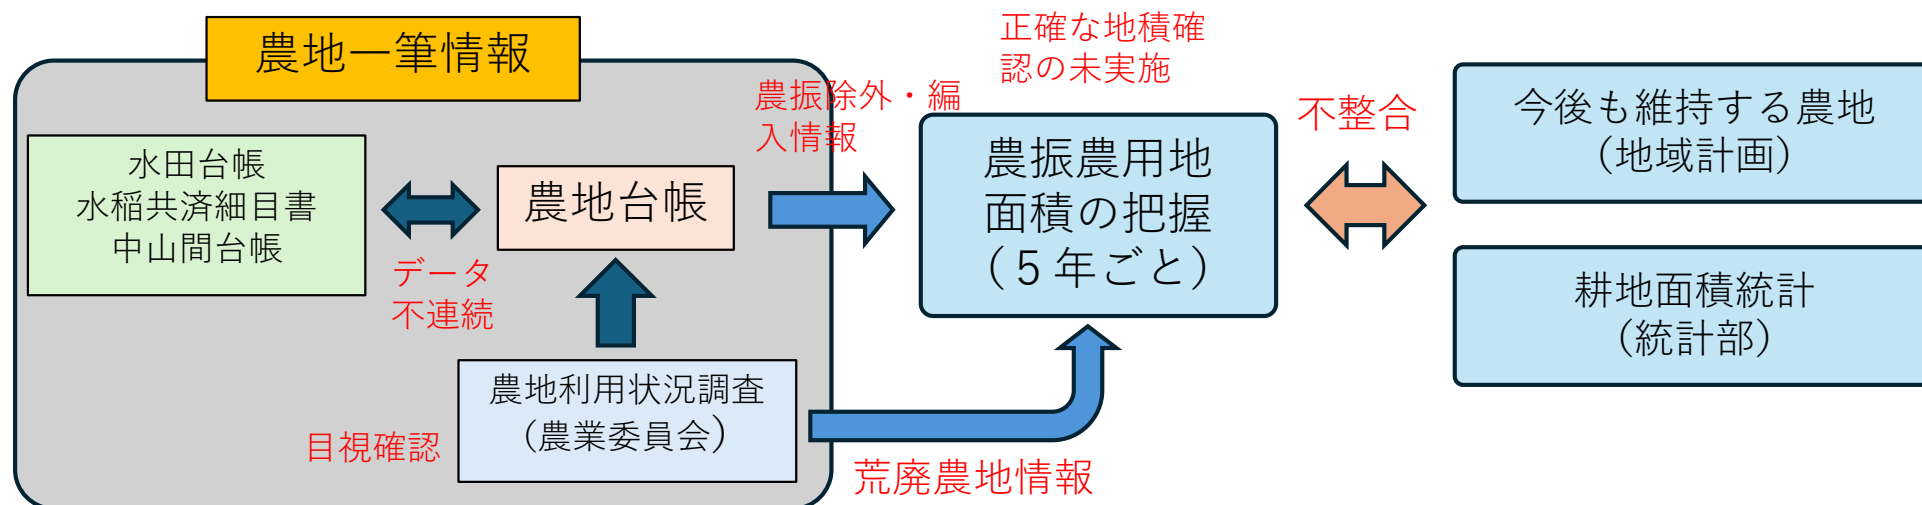 農地一筆情報
水田台帳
水稲共済細目書
中山間台帳
データ
不連続
農地台帳
農地利用状況調査
(農業委員会)
目視確認
農振除外・編
入情報
荒廃農地情報
正確な地積確
認の未実施
農振農用地
面積の把握
(5年ごと)
不整合
今後も維持する農地
(地域計画)
耕地面積統計
(統計部)